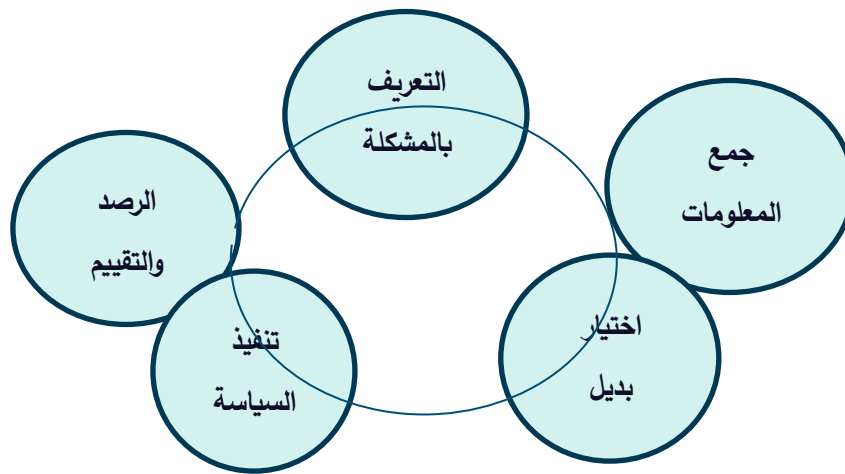 التعريف
بالمشكلة
جمع
المعلومات
اختيار
بديل
تنفيذ
السياسة
الرصد
والتقييم